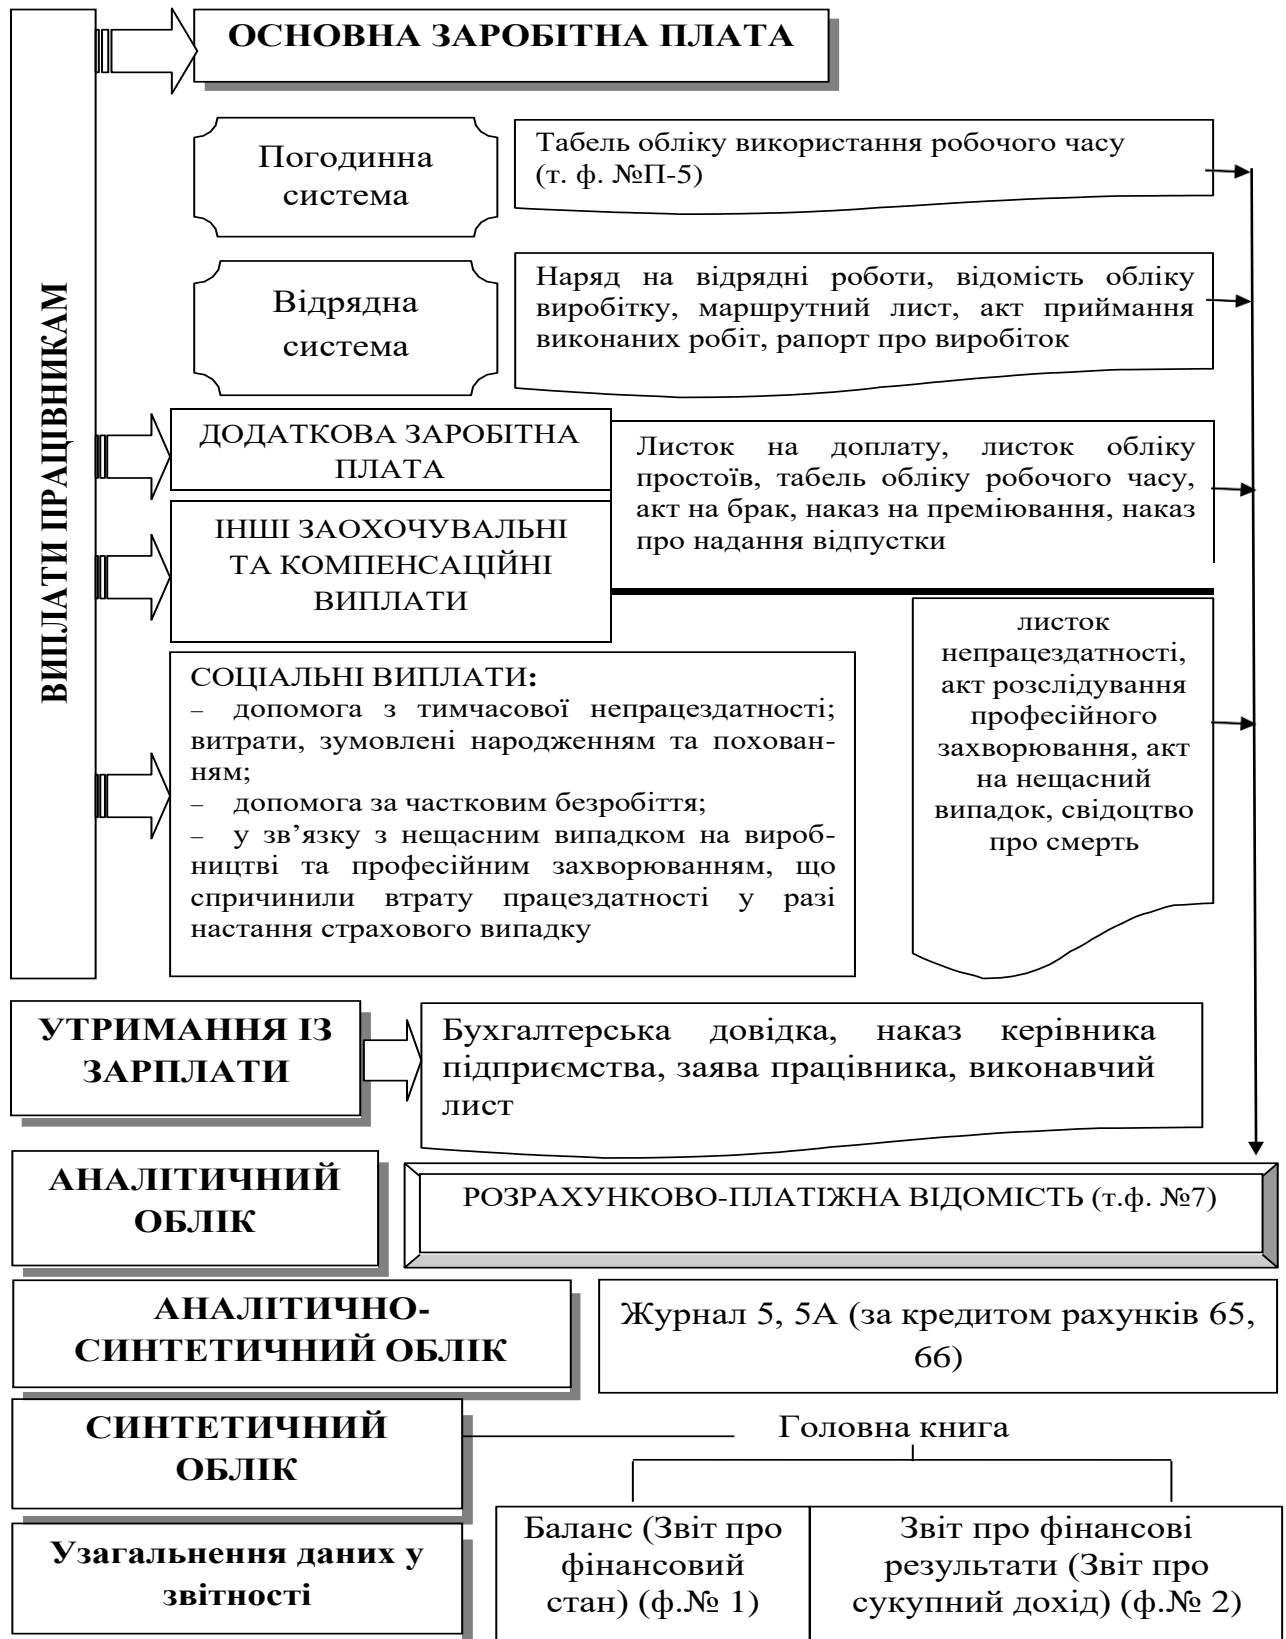 ВИПЛАТИ ПРАЦІВНИКАМ
ОСНОВНА ЗАРОБІТНА ПЛАТА
Погодинна
система
Табель обліку використання робочого часу
(т. ф. №П-5)
Відрядна
система
Наряд на відрядні роботи, відомість обліку
виробітку, маршрутний лист, акт приймання
виконаних робіт, рапорт про виробіток
ДОДАТКОВА ЗАРОБІТНА
ПЛАТА
ІНШІ ЗАОХОЧУВАЛЬНІ
ТА КОМПЕНСАЦІЙНІ
ВИПЛАТИ
Листок на доплату, листок обліку
простоїв, табель обліку робочого часу,
акт на брак, наказ на преміювання, наказ
про надання відпустки
СОЦІАЛЬНІ ВИПЛАТИ:
– допомога з тимчасової непрацездатності;
витрати, зумовлені народженням та похован-
ням;
– допомога за частковим безробіття;
– у зв’язку з нещасним випадком на вироб-
ництві та професійним захворюванням, що
спричинили втрату працездатності у разі
настання страхового випадку
листок
непрацездатності,
акт розслідування
професійного
захворювання, акт
на нещасний
випадок, свідоцтво
про смерть
УТРИМАННЯ ІЗ
ЗАРПЛАТИ
Бухгалтерська довідка, наказ керівника
підприємства, заява працівника, виконавчий
лист
АНАЛІТИЧНИЙ
ОБЛІК
РОЗРАХУНКОВО-ПЛАТІЖНА ВІДОМІСТЬ (т.ф. №7)
АНАЛІТИЧНО-
СИНТЕТИЧНИЙ ОБЛІК
Журнал 5, 5А (за кредитом рахунків 65,
66)
СИНТЕТИЧНИЙ
ОБЛІК
Головна книга
Узагальнення даних у
звітності
Баланс (Звіт про
фінансовий
стан) (ф.№ 1)
Звіт про фінансові
результати (Звіт про
сукупний дохід) (ф.№ 2)